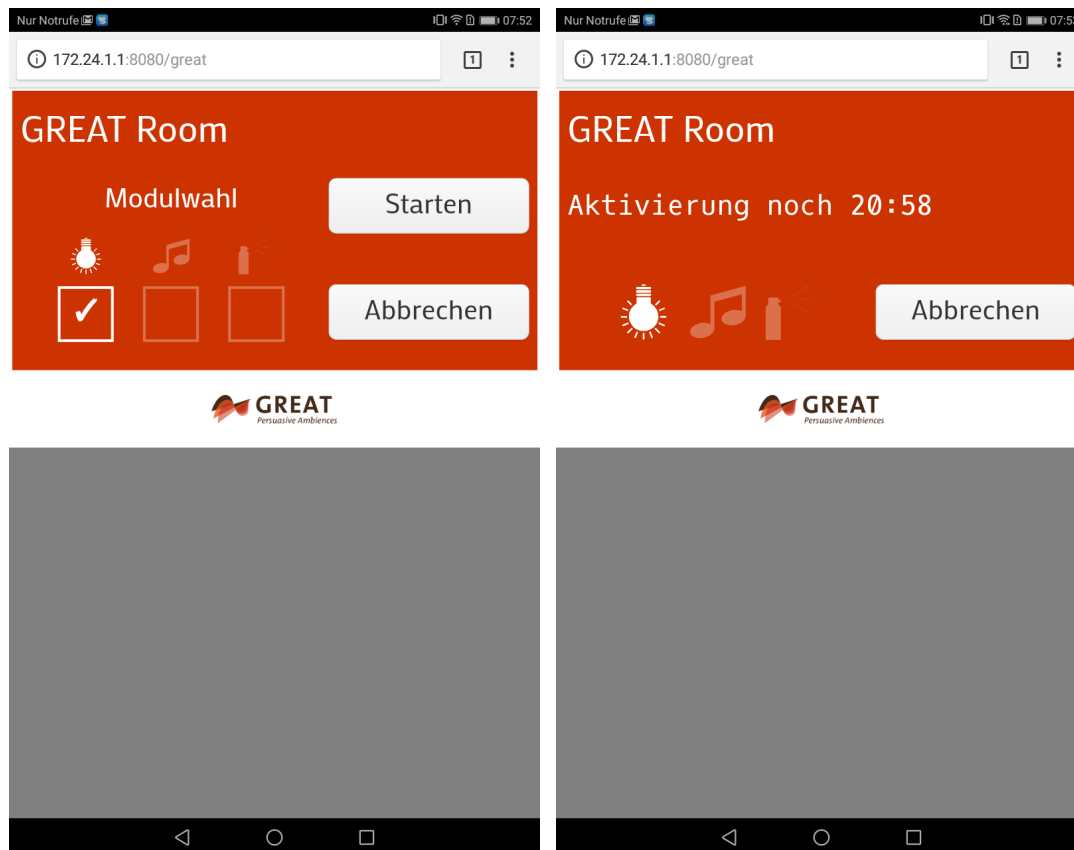 Nur Notrufe
07:52
172.24.1.1:8080/great
1
GREAT Room
Modulwahl
Starten
Abbrechen
GREAT
Persuasive Ambiences
Nur Notrufe
07:53
172.24.1.1:8080/great
1
GREAT Room
Aktivierung noch 20:58
Abbrechen
GREAT
Persuasive Ambiences